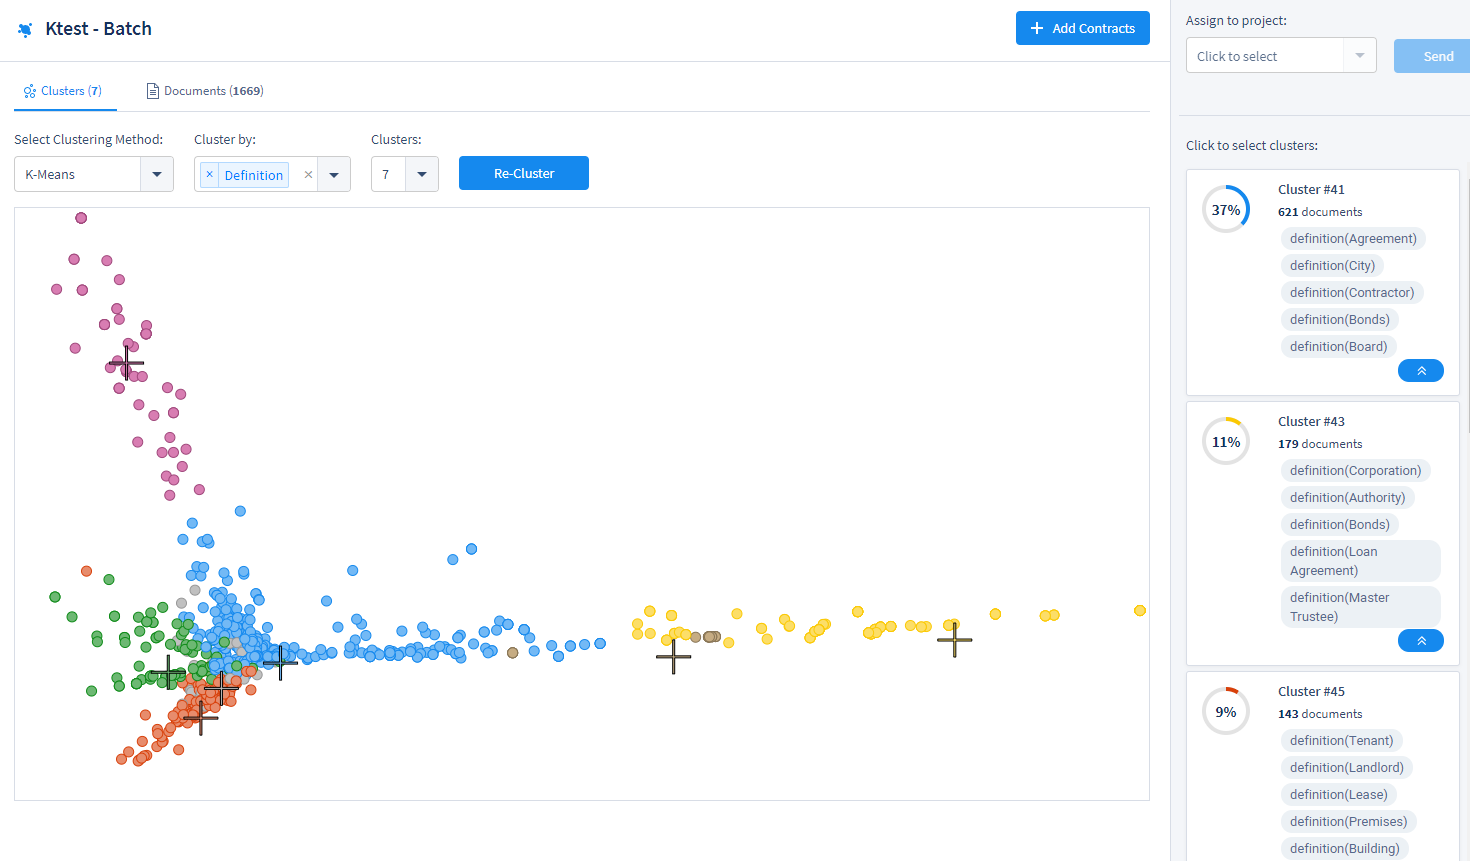 Ktest - Batch
Add Contracts
Clusters (7)
Documents (1669)
Select Clustering Method:
Cluster by:
Clusters:
K-Means
× Definition ×
7
Re-Cluster
Assign to project:
Click to select
Send
Click to select clusters:
37%
Cluster #41
621 documents
definition(Agreement)
definition(City)
definition(Contractor)
definition(Bonds)
definition(Board)
11%
Cluster #43
179 documents
definition(Corporation)
definition(Authority)
definition(Bonds)
definition(Loan
Agreement)
definition(Master
Trustee)
9%
Cluster #45
143 documents
definition(Tenant)
definition(Landlord)
definition(Lease)
definition(Premises)
definition(Building)